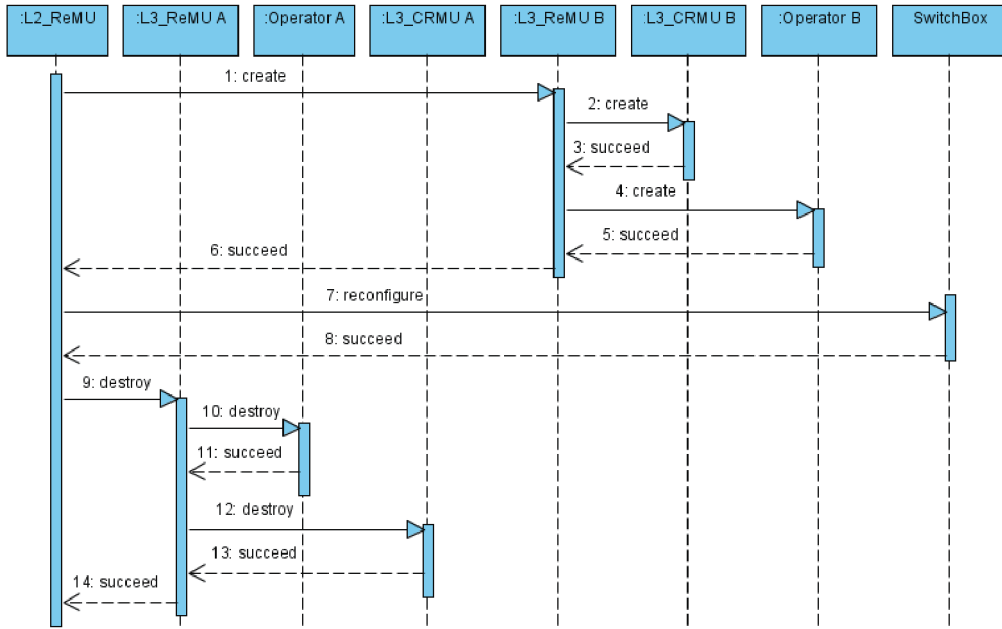 :L2_ReMU
:L3_ReMU A
:Operator A
:L3_CRMU A
:L3_ReMU B
:L3_CRMU B
:Operator B
SwitchBox
1: create
2: create
3: succeed
4: create
5: succeed
6: succeed
7: reconfigure
8: succeed
9: destroy
10: destroy
11: succeed
12: destroy
13: succeed
14: succeed